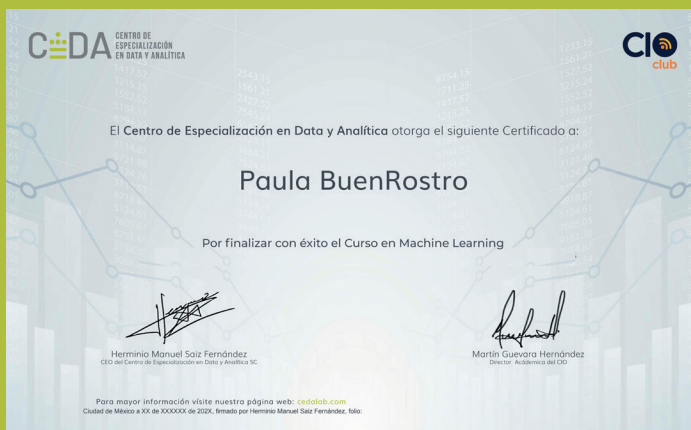 CEDA
CENTRO DE
ESPECIALIZACIÓN
EN DATA Y ANALÍTICA
CIO
club
El Centro de Especialización en Data y Analítica otorga el siguiente Certificado a:
Paula BuenRostro
Por finalizar con éxito el Curso en Machine Learning
Herminio Manuel Saiz Fernández
CEO del Centro de Especialización en Data y Analítica SC
Martín Guevara Hernández
Director Académica del CIO
Para mayor información vísite nuestra página web: cedalab.com
Ciudad de México a XX de XXXXXX de 202X, firmado por Herminio Manuel Saiz Fernández, folio: